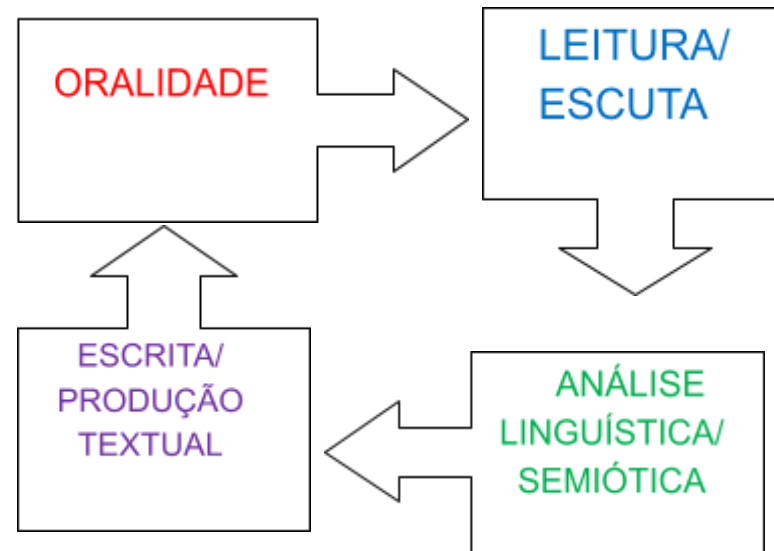 ORALIDADE
LEITURA/
ESCUTA
ANÁLISE
LINGUÍSTICA/
SEMIÓTICA
ESCRITA/
PRODUÇÃO
TEXTUAL